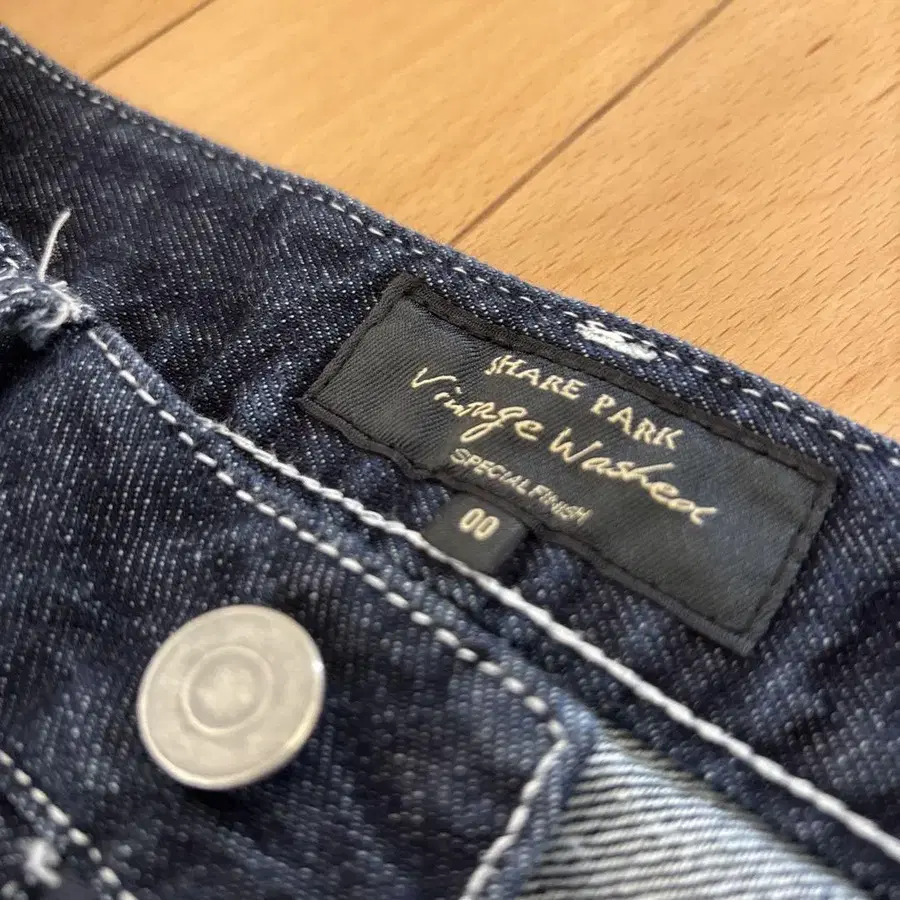 SHARE PARK
Vintage Washed
SPECIAL FINISH
00